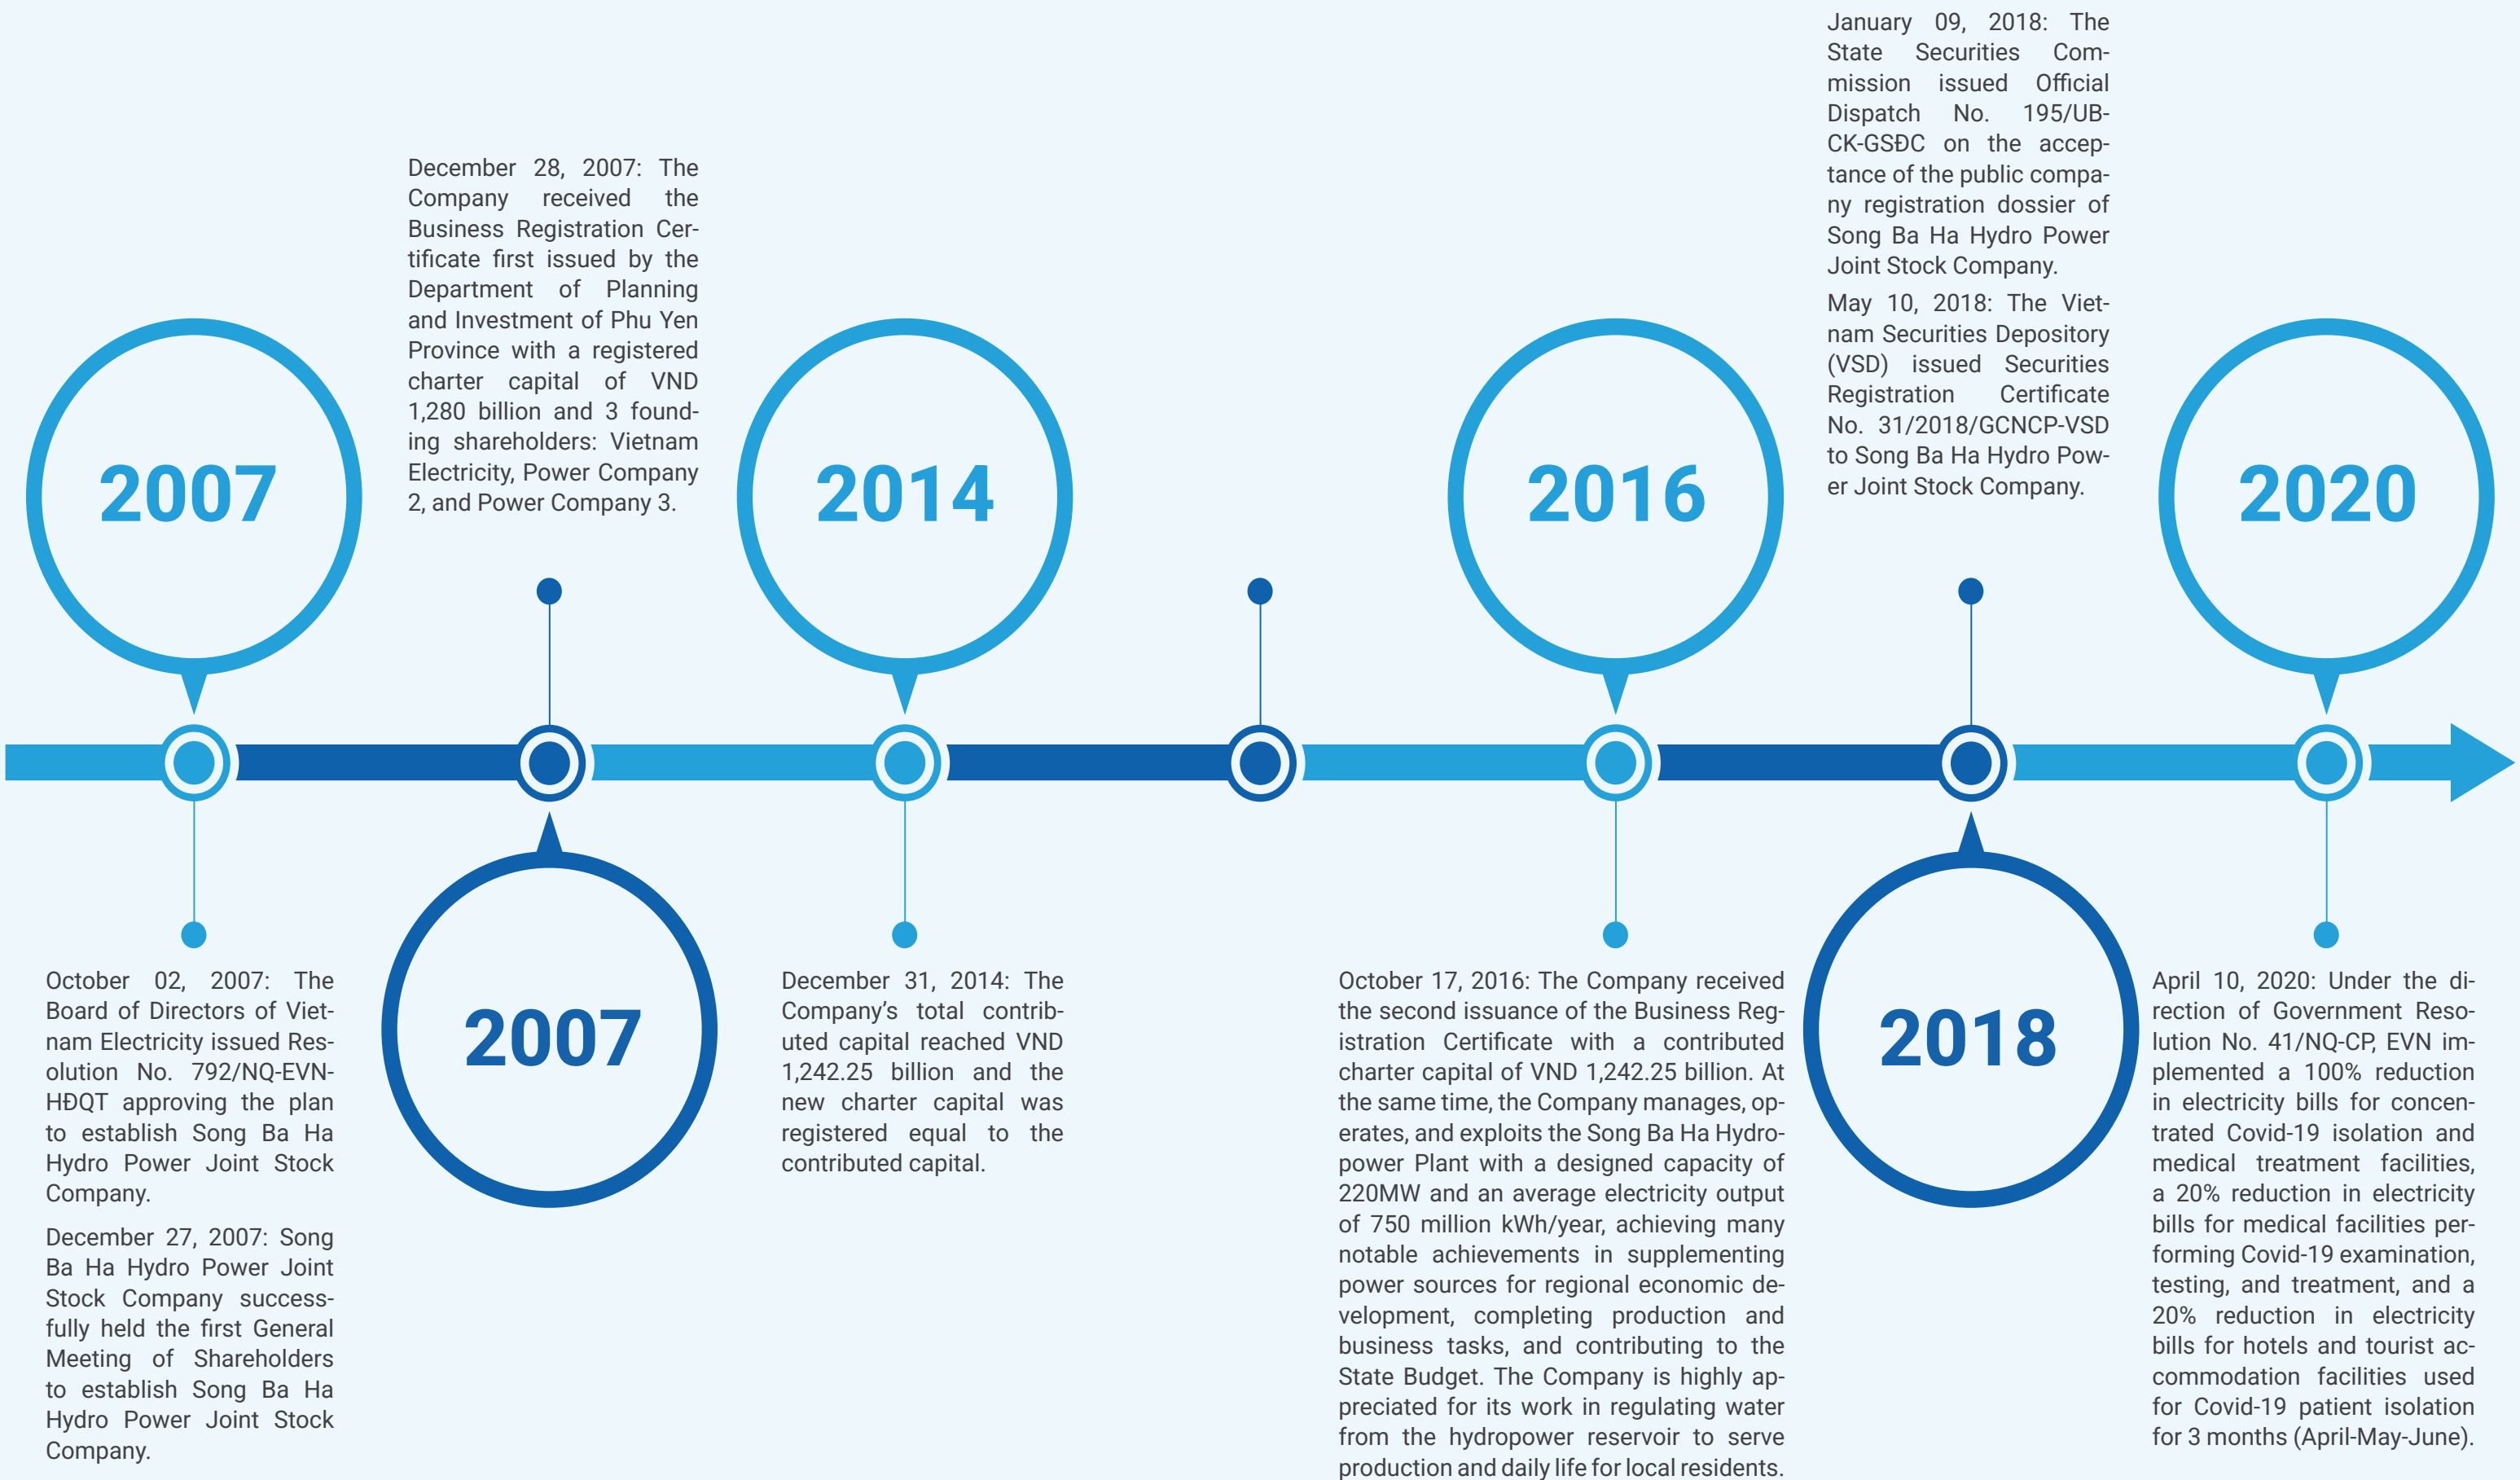 2007
October 02, 2007: The
Board of Directors of Viet-
nam Electricity issued Res-
olution No. 792/NQ-EVN-
HĐQT approving the plan
to establish Song Ba Ha
Hydro Power Joint Stock
Company.
December 27, 2007: Song
Ba Ha Hydro Power Joint
Stock Company success-
fully held the first General
Meeting of Shareholders
to establish Song Ba Ha
Hydro Power Joint Stock
Company.
December 28, 2007: The
Company received the
Business Registration Cer-
tificate first issued by the
Department of Planning
and Investment of Phu Yen
Province with a registered
charter capital of VND
1,280 billion and 3 found-
ing shareholders: Vietnam
Electricity, Power Company
2, and Power Company 3.
2007
2014
December 31, 2014: The
Company’s total contrib-
uted capital reached VND
1,242.25 billion and the
new charter capital was
registered equal to the
contributed capital.
2016
October 17, 2016: The Company received
the second issuance of the Business Reg-
istration Certificate with a contributed
charter capital of VND 1,242.25 billion. At
the same time, the Company manages, op-
erates, and exploits the Song Ba Ha Hydro-
power Plant with a designed capacity of
220MW and an average electricity output
of 750 million kWh/year, achieving many
notable achievements in supplementing
power sources for regional economic de-
velopment, completing production and
business tasks, and contributing to the
State Budget. The Company is highly ap-
preciated for its work in regulating water
from the hydropower reservoir to serve
production and daily life for local residents.
January 09, 2018: The
State Securities Com-
mission issued Official
Dispatch No. 195/UB-
CK-GSĐC on the accep-
tance of the public compa-
ny registration dossier of
Song Ba Ha Hydro Power
Joint Stock Company.
May 10, 2018: The Viet-
nam Securities Depository
(VSD) issued Securities
Registration Certificate
No. 31/2018/GCNCP-VSD
to Song Ba Ha Hydro Pow-
er Joint Stock Company.
2018
2020
April 10, 2020: Under the di-
rection of Government Reso-
lution No. 41/NQ-CP, EVN im-
plemented a 100% reduction
in electricity bills for concen-
trated Covid-19 isolation and
medical treatment facilities,
a 20% reduction in electricity
bills for medical facilities per-
forming Covid-19 examination,
testing, and treatment, and a
20% reduction in electricity
bills for hotels and tourist ac-
commodation facilities used
for Covid-19 patient isolation
for 3 months (April-May-June).